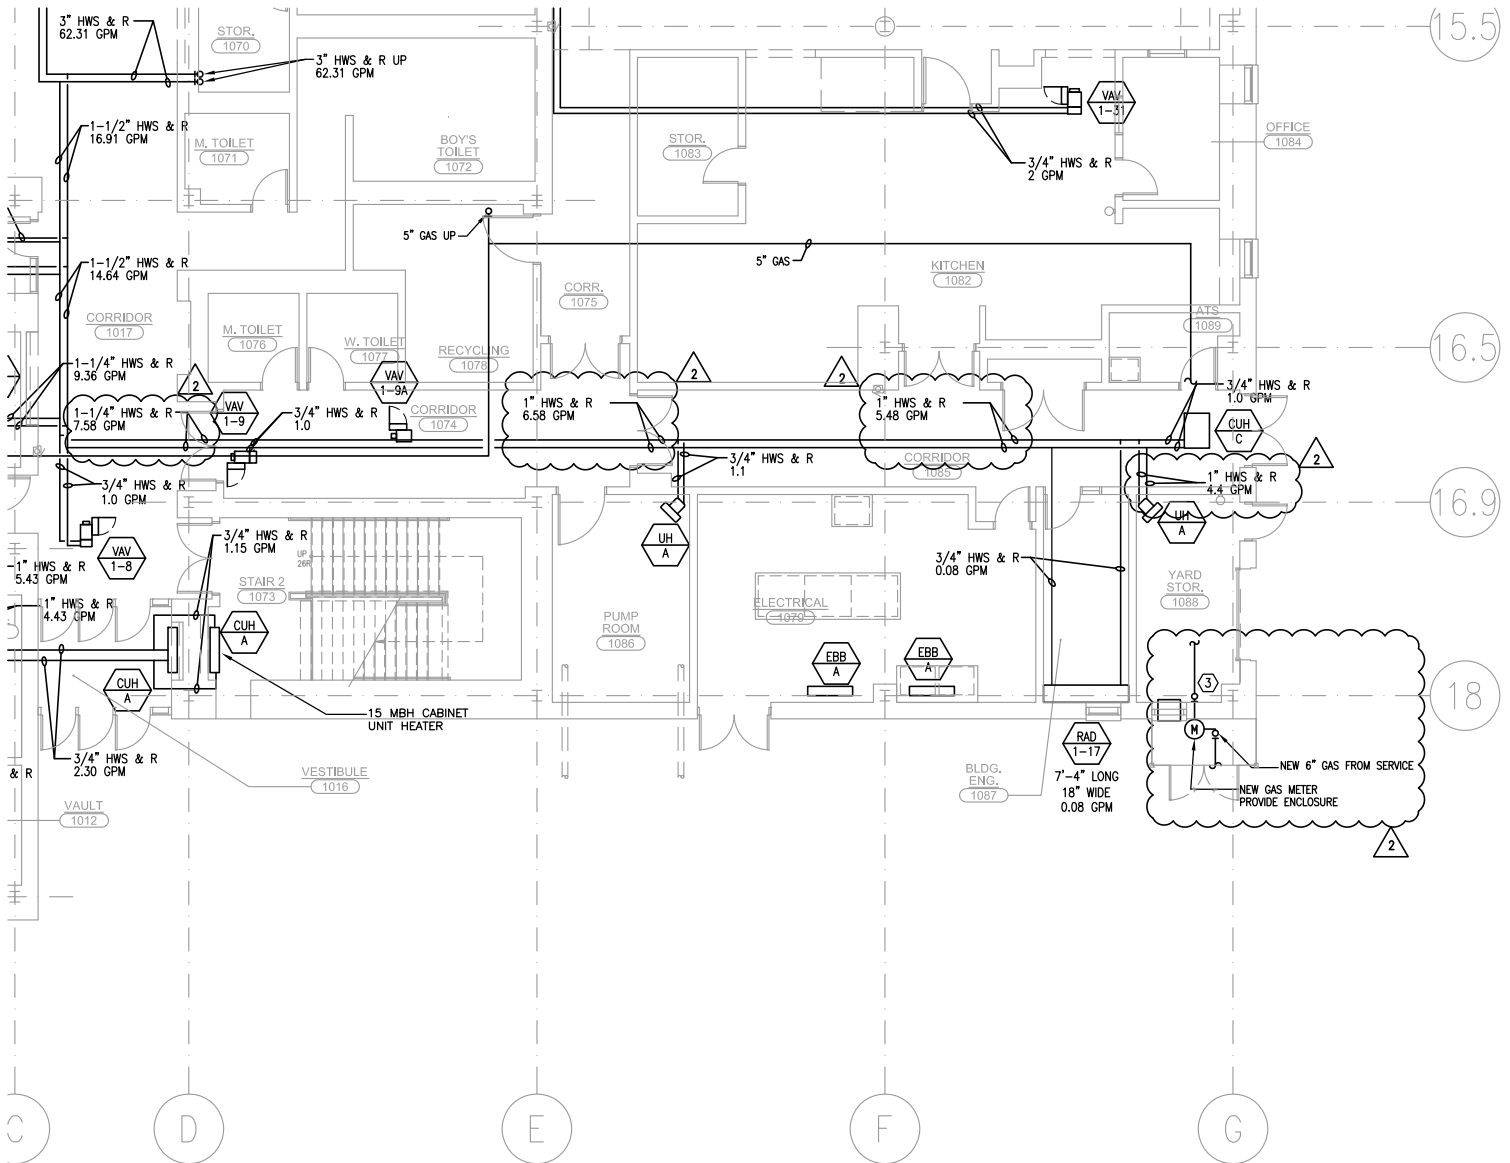 3" HWS & R
62.31 GPM
STOR.
1070
3" HWS & R UP
62.31 GPM
15.5
VAV
1-31
1-1/2" HWS & R
16.91 GPM
M. TOILET
1071
BOY'S
TOILET
1072
STOR.
1083
OFFICE
1084
3/4" HWS & R
2 GPM
5" GAS UP
5" GAS
1-1/2" HWS & R
14.64 GPM
KITCHEN
1082
CORR.
1075
CORRIDOR
1017
M. TOILET
1076
W. TOILET
1077
RECYCLING
1078
ATS
1089
16.5
1-1/4" HWS & R
9.36 GPM
2
VAV
1-9A
2
2
3/4" HWS & R
1.0 GPM
1-1/4" HWS & R
7.58 GPM
VAV
1-9
3/4" HWS & R
1.0
CORRIDOR
1074
1" HWS & R
6.58 GPM
1" HWS & R
5.48 GPM
CUH
C
3/4" HWS & R
1.1
CORRIDOR
1085
2
3/4" HWS & R
1.0 GPM
1" HWS & R
4.4 GPM
16.9
UH
A
UH
A
VAV
1-8
3/4" HWS & R
1.15 GPM
UP
26R
3/4" HWS & R
0.08 GPM
1" HWS & R
5.43 GPM
STAIR 2
1073
YARD
STOR.
1088
1" HWS & R
4.43 GPM
PUMP
ROOM
1086
ELECTRICAL
1079
CUH
A
EBB
A
EBB
A
CUH
A
3
18
15 MBH CABINET
UNIT HEATER
M
RAD
1-17
3/4" HWS & R
2.30 GPM
& R
VESTIBULE
1016
BLDG.
ENG.
1087
7'-4" LONG
18" WIDE
0.08 GPM
NEW 6" GAS FROM SERVICE
NEW GAS METER
PROVIDE ENCLOSURE
VAULT
1012
2
C
D
E
F
G